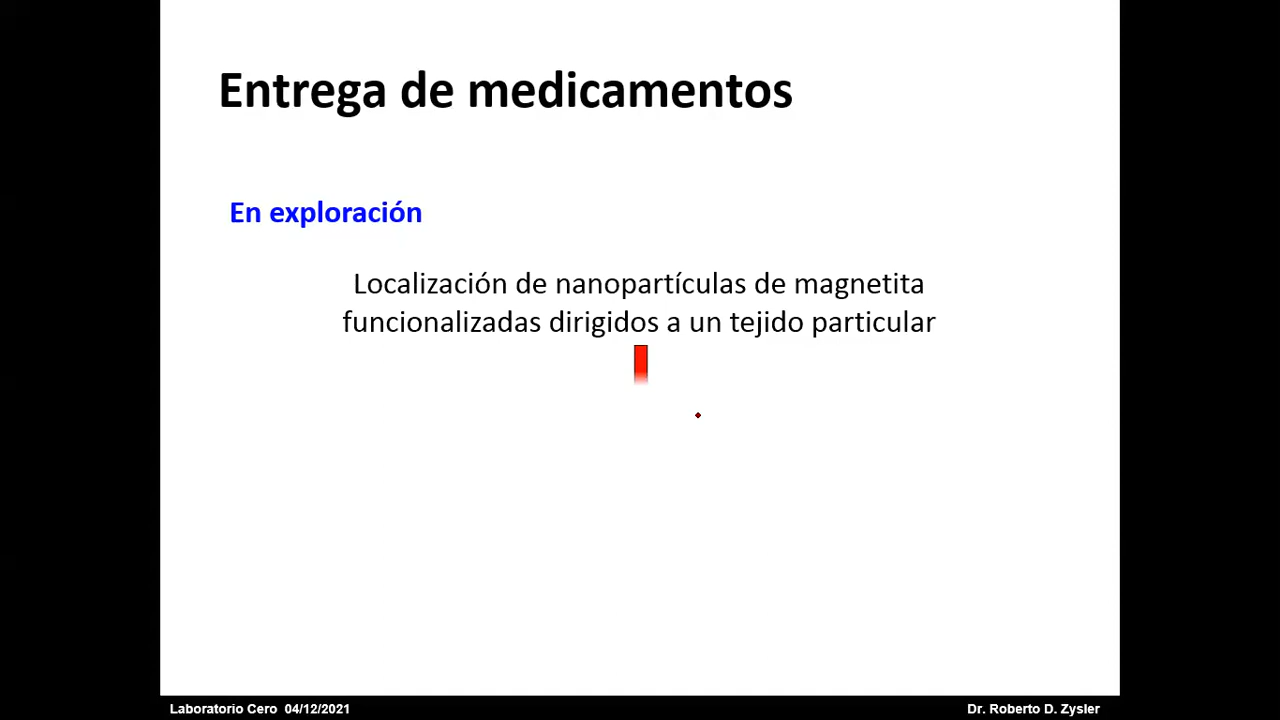 Entrega de medicamentos
En exploración
Localización de nanopartículas de magnetita
funcionalizadas dirigidos a un tejido particular
Laboratorio Cero 04/12/2021
Dr. Roberto D. Zysler